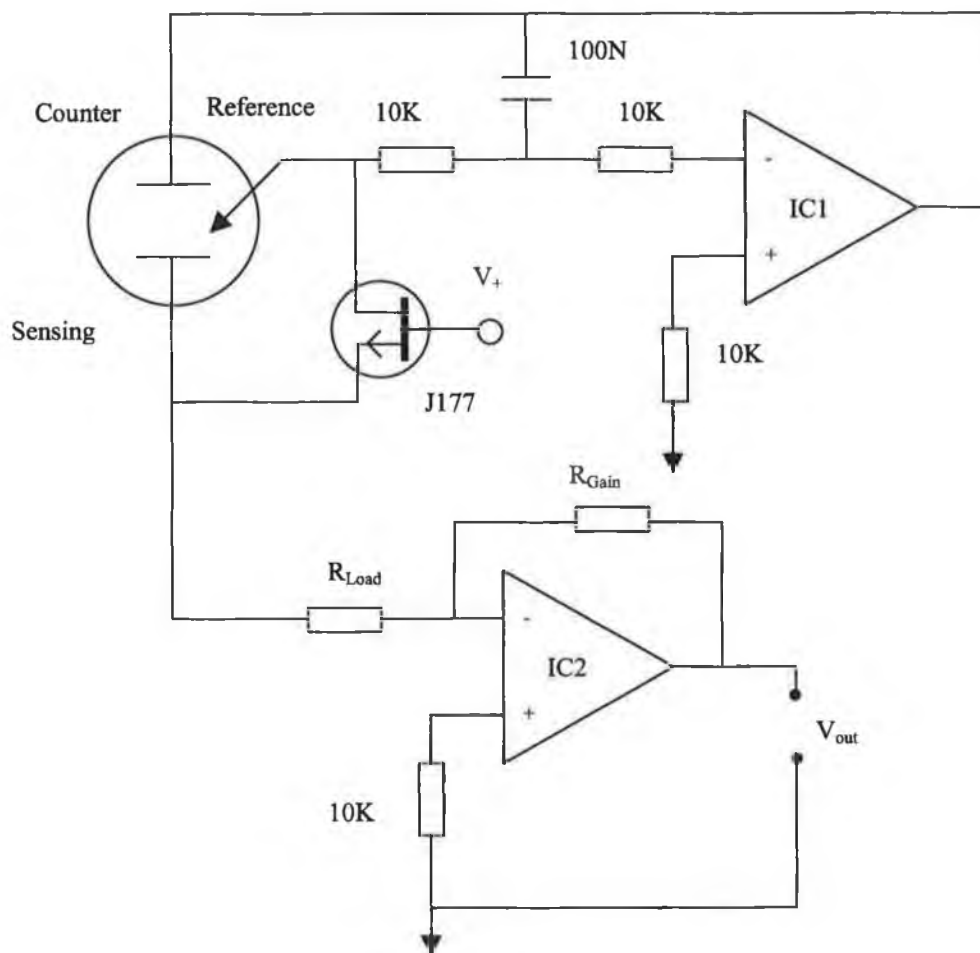 100N
Counter
Reference
10K
10K
-
IC1
+
V+
Sensing
10K
J177
RGain
RLoad
-
IC2
+
Vout
10K